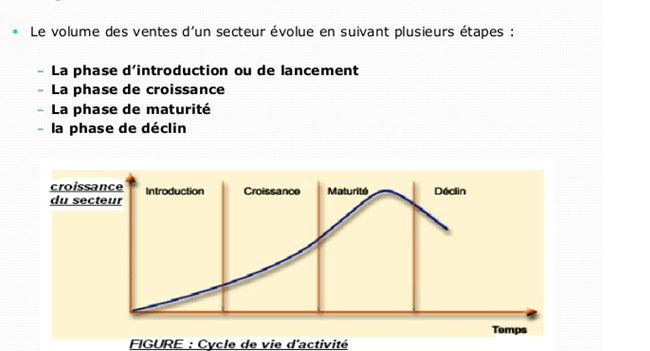 Le volume des ventes d'un secteur évolue en suivant plusieurs étapes :
– La phase d'introduction ou de lancement
– La phase de croissance
– La phase de maturité
– la phase de déclin
croissance
du secteur
Introduction
Croissance
Maturité
Déclin
Temps
FIGURE : Cycle de vie d'activité